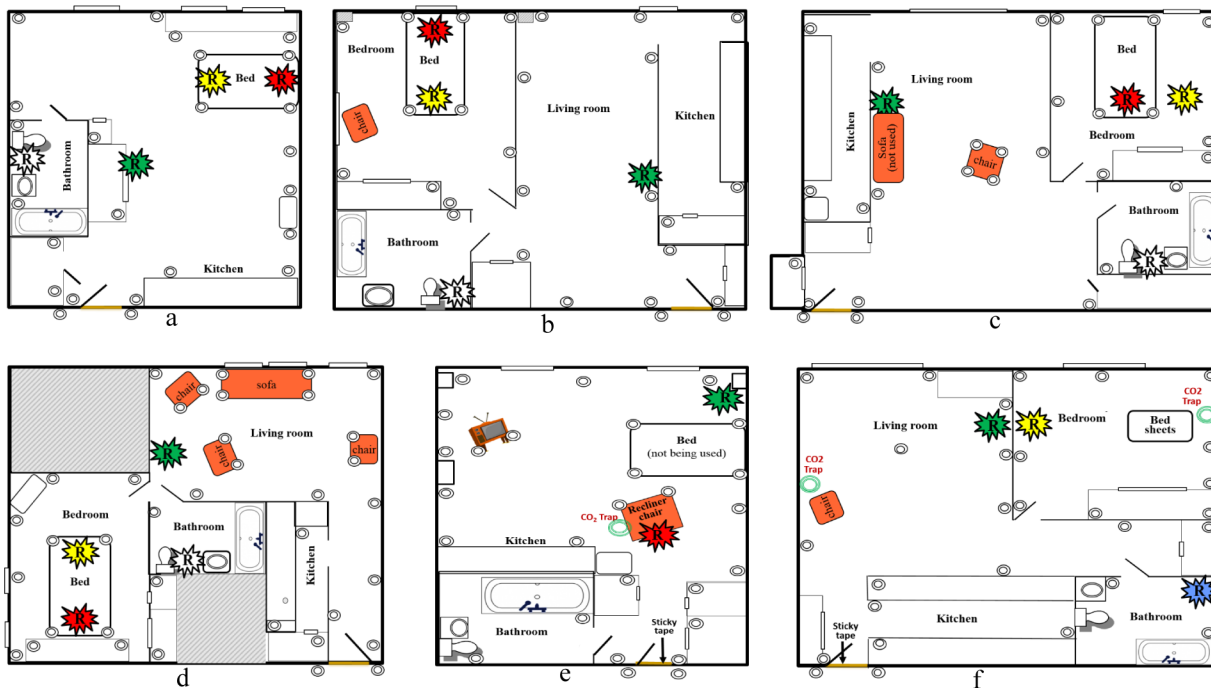 R
R
Bed
R
R
Bathroom
Kitchen
a
Bedroom
R
Bed
R
chair
Living room
Kitchen
R
Bathroom
R
b
Living room
Bed
R
R
R
Kitchen
Sofa
(not used)
chair
Bedroom
Bathroom
R
c
chair
sofa
Living room
R
chair
chair
Bedroom
R
Bathroom
R
Bed
Kitchen
R
d
R
Bed
(not being used)
Recliner
chair
CO₂ Trap
R
Kitchen
Bathroom
Sticky
tape
e
CO2
Trap
Living room
R
R
Bedroom
Bed
sheets
CO2
Trap
chair
R
Kitchen
Bathroom
Sticky
tape
f